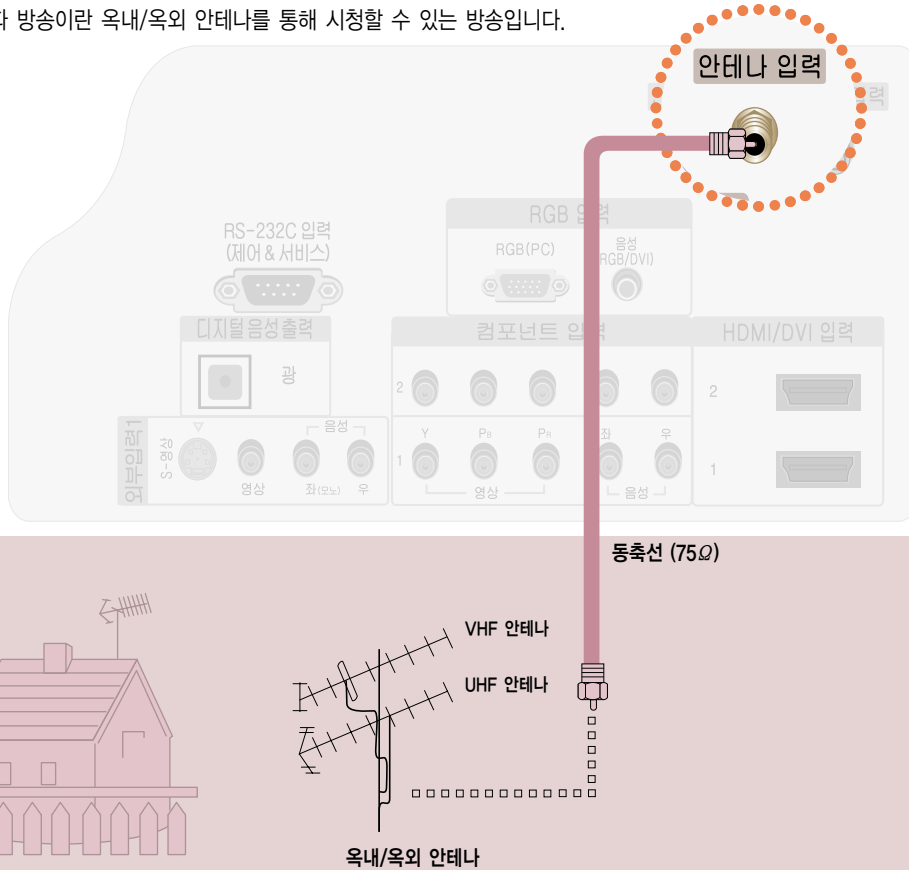 방송이란 옥내/옥외 안테나를 통해 시청할 수 있는 방송입니다.
안테나 입력
RGB 입력
RS-232C 입력
(제어 & 서비스)
RGB(PC)
음성
RGB/DVI)
디지털 음성 출력
컴포넌트 입력
HDMI/DVI 입력
광
2
2
외부입력1
S-영상
음성
영상
좌(모노)
우
1
Y
PB
PR
좌
우
영상
음성
1
동축선 (75Ω)
VHF 안테나
UHF 안테나
옥내/옥외 안테나